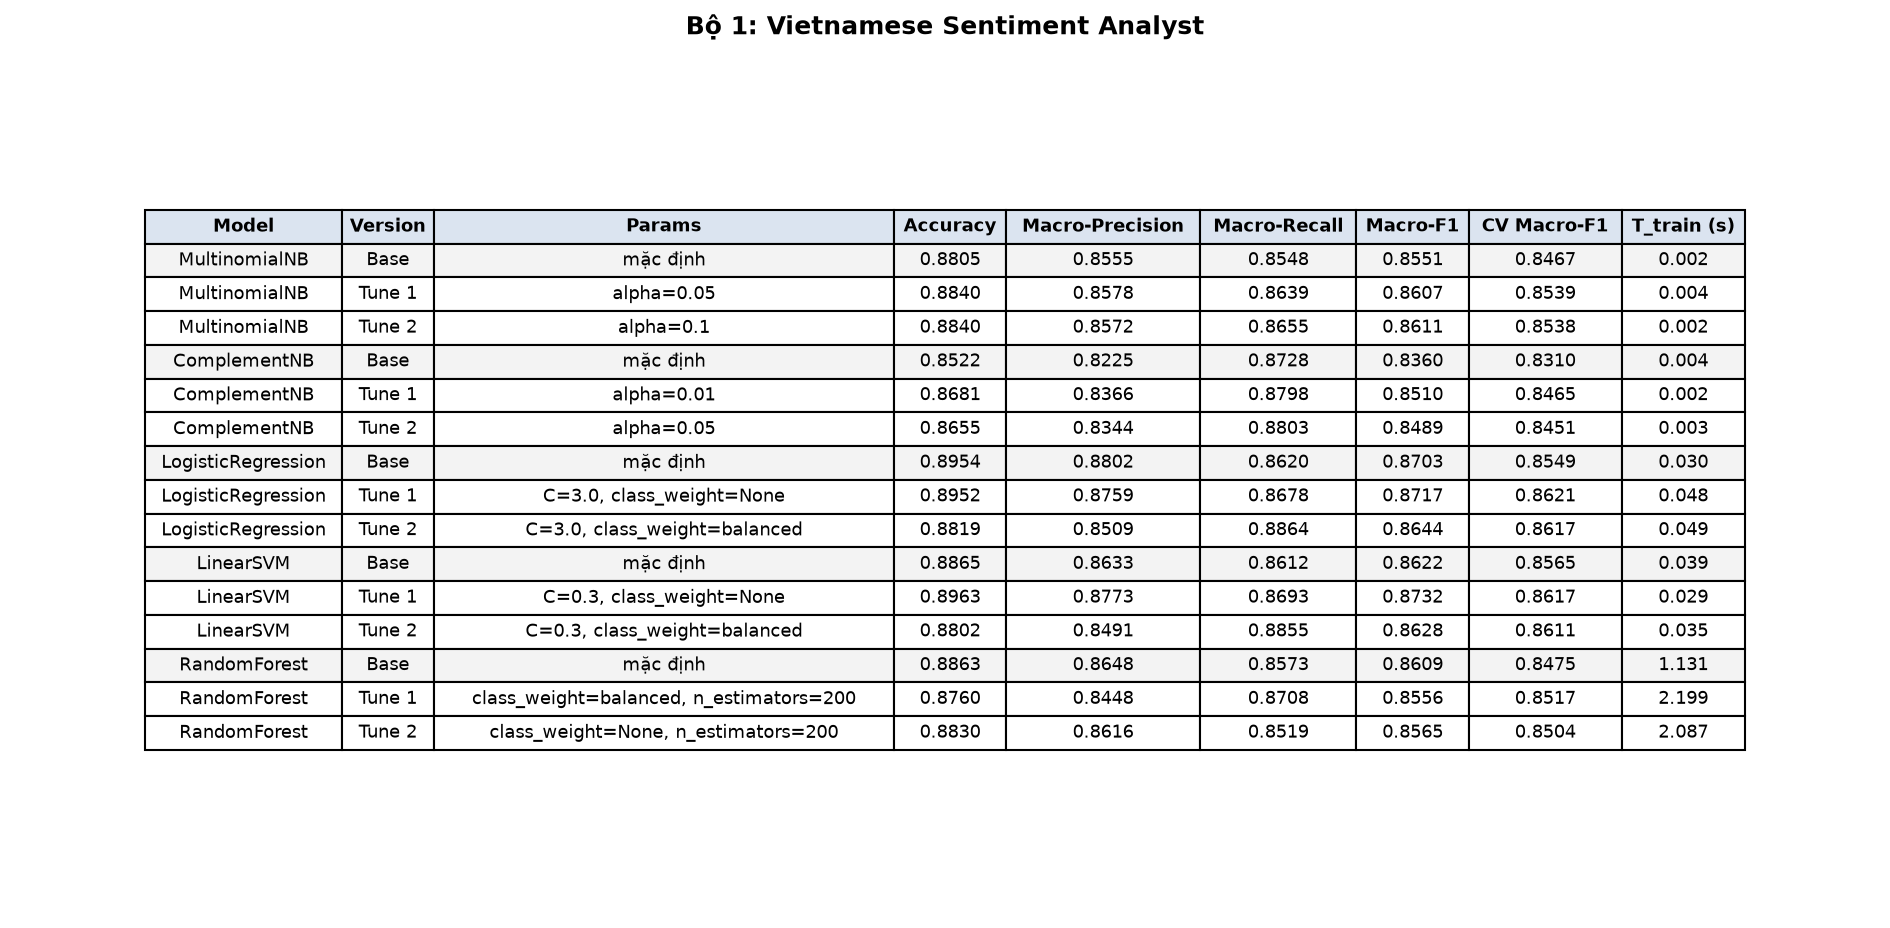 Bộ 1: Vietnamese Sentiment Analyst
Model Version Params Accuracy Macro-Precision Macro-Recall Macro-F1 CV Macro-F1 T_train (s)
MultinomialNB Base mặc định 0.8805 0.8555 0.8548 0.8551 0.8467 0.002
MultinomialNB Tune 1 alpha=0.05 0.8840 0.8578 0.8639 0.8607 0.8539 0.004
MultinomialNB Tune 2 alpha=0.1 0.8840 0.8572 0.8655 0.8611 0.8538 0.002
ComplementNB Base mặc định 0.8522 0.8225 0.8728 0.8360 0.8310 0.004
ComplementNB Tune 1 alpha=0.01 0.8681 0.8366 0.8798 0.8510 0.8465 0.002
ComplementNB Tune 2 alpha=0.05 0.8655 0.8344 0.8803 0.8489 0.8451 0.003
LogisticRegression Base mặc định 0.8954 0.8802 0.8620 0.8703 0.8549 0.030
LogisticRegression Tune 1 C=3.0, class_weight=None 0.8952 0.8759 0.8678 0.8717 0.8621 0.048
LogisticRegression Tune 2 C=3.0, class_weight=balanced 0.8819 0.8509 0.8864 0.8644 0.8617 0.049
LinearSVM Base mặc định 0.8865 0.8633 0.8612 0.8622 0.8565 0.039
LinearSVM Tune 1 C=0.3, class_weight=None 0.8963 0.8773 0.8693 0.8732 0.8617 0.029
LinearSVM Tune 2 C=0.3, class_weight=balanced 0.8802 0.8491 0.8855 0.8628 0.8611 0.035
RandomForest Base mặc định 0.8863 0.8648 0.8573 0.8609 0.8475 1.131
RandomForest Tune 1 class_weight=balanced, n_estimators=200 0.8760 0.8448 0.8708 0.8556 0.8517 2.199
RandomForest Tune 2 class_weight=None, n_estimators=200 0.8830 0.8616 0.8519 0.8565 0.8504 2.087